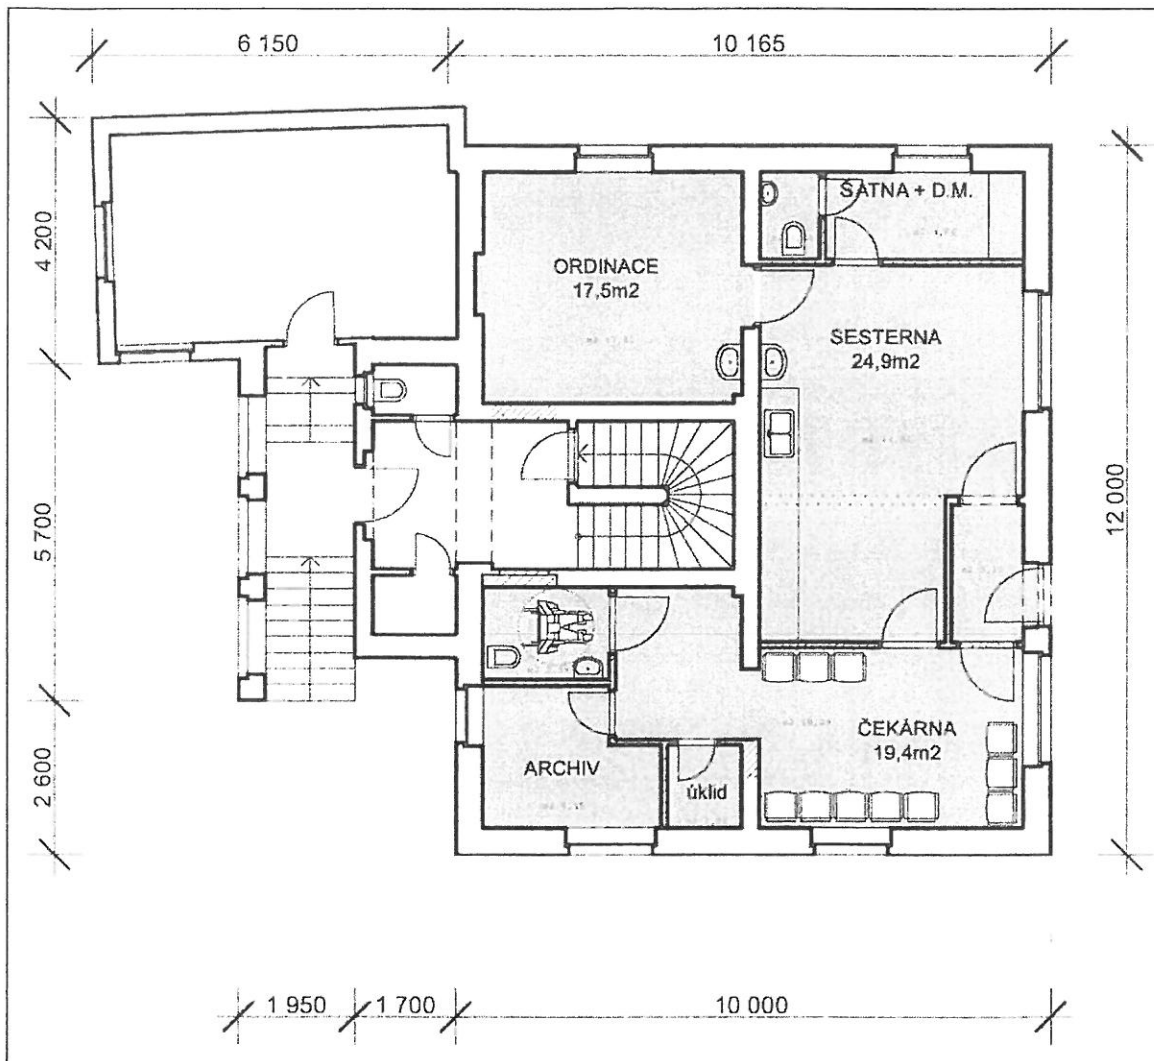 6 150
10 165
4 200
5 700
2 600
12 000
ŠATNA + D.M.
ORDINACE
17,5m2
SESTERNA
24,9m2
ČEKÁRNA
19,4m2
ARCHIV
úklid
1 950
1 700
10 000